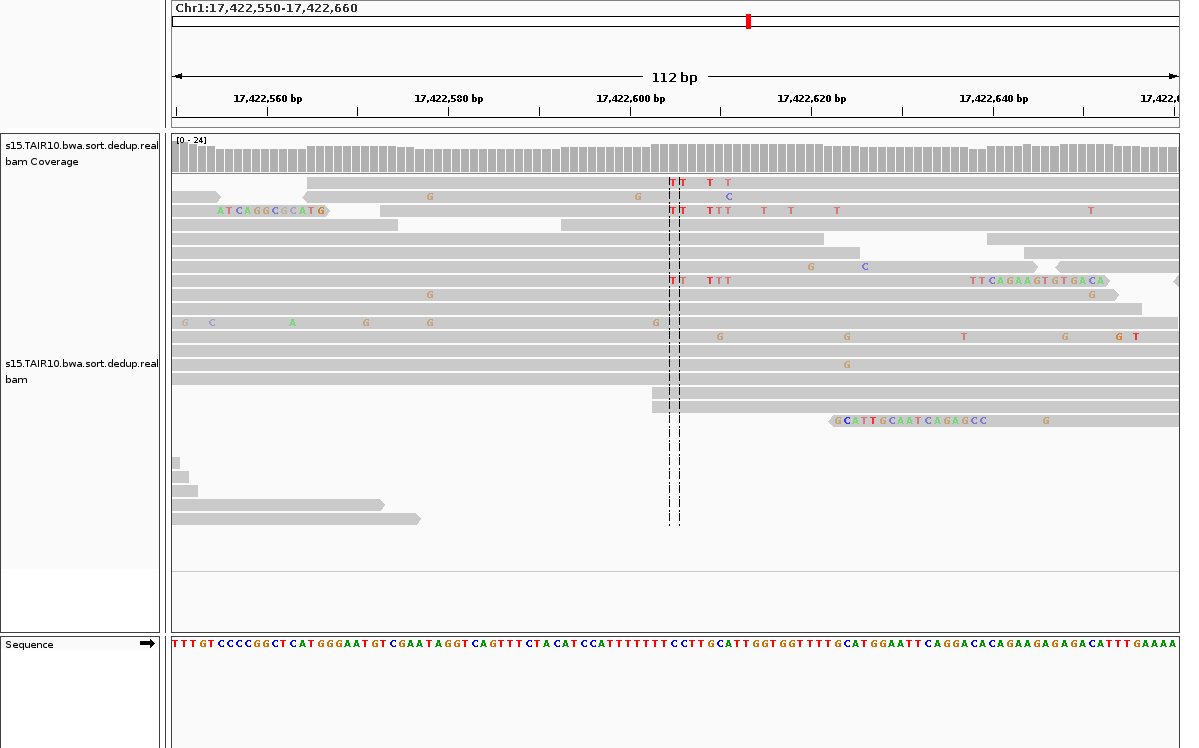 Chr1:17,422,550-17,422,660
112 bp
17,422,560 bp 17,422,580 bp 17,422,600 bp 17,422,620 bp 17,422,640 bp
s15.TAIR10.bwa.sort.dedup.real
bam Coverage
[0 - 24]
T T T T
G G C
A T C A G G C G C A T G T T T T T T T T T
G C
T T T T T T T C A G A A G T G T G A C A
G G
G C A G G G
G G T G G T
s15.TAIR10.bwa.sort.dedup.real
bam
G
G C A T T G C A A T C A G A G C C G
Sequence
T T T G T C C C C G G C T C A T G G G A A T G T C G A A T A G G T C A G T T T C T A C A T C C A T T T T T T T C C T T G C A T T G G T G G T T T T G C A T G G A A T T C A G G A C A C A G A A G A G A G A C A T T T G A A A A